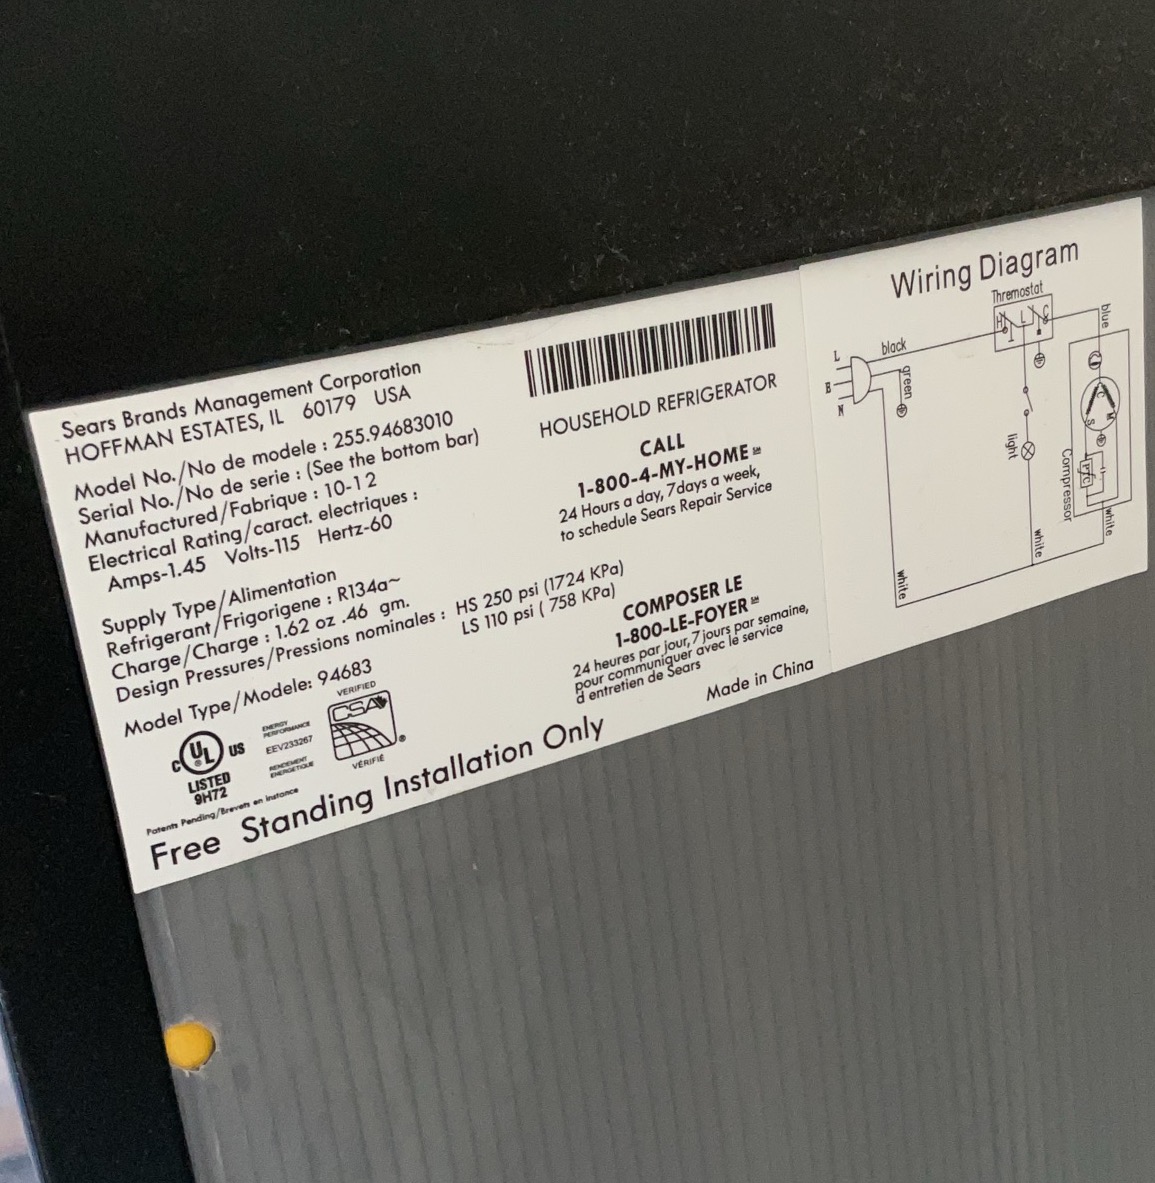 Sears Brands Management Corporation
HOFFMAN ESTATES, IL 60179 USA
Model No./No de modele : 255.94683010
Serial No./No de serie : (See the bottom bar)
Manufactured/Fabrique : 10-12
Electrical Rating/caract. electriques :
Amps-1.45 Volts-115 Hertz-60
Supply Type/Alimentation
Refrigerant/Frigorigene : R134a~
Charge/Charge : 1.62 oz .46 gm.
Design Pressures/Pressions nominales : HS 250 psi (1724 KPa)
LS 110 psi ( 758 KPa)
Model Type/Modele: 94683
C UL US
LISTED
9H72
ENERGY
PERFORMANCE
EEV233267
RENDEMENT
ENERGETIQUE
VERIFIED
CSA
®
VÉRIFIÉ
Patents Pending/Brevets en instance
Free Standing Installation Only
HOUSEHOLD REFRIGERATOR
CALL
1-800-4-MY-HOME℠
24 Hours a day, 7days a week,
to schedule Sears Repair Service
COMPOSER LE
1-800-LE-FOYER
24 heures par jour, 7 jours par semaine,
pour communiquer avec le service
d entretien de Sears
Made in China
Wiring Diagram
Thremostat
H L C
L
N
black
green
light
blue
C
S M
Compressor
white
white
white